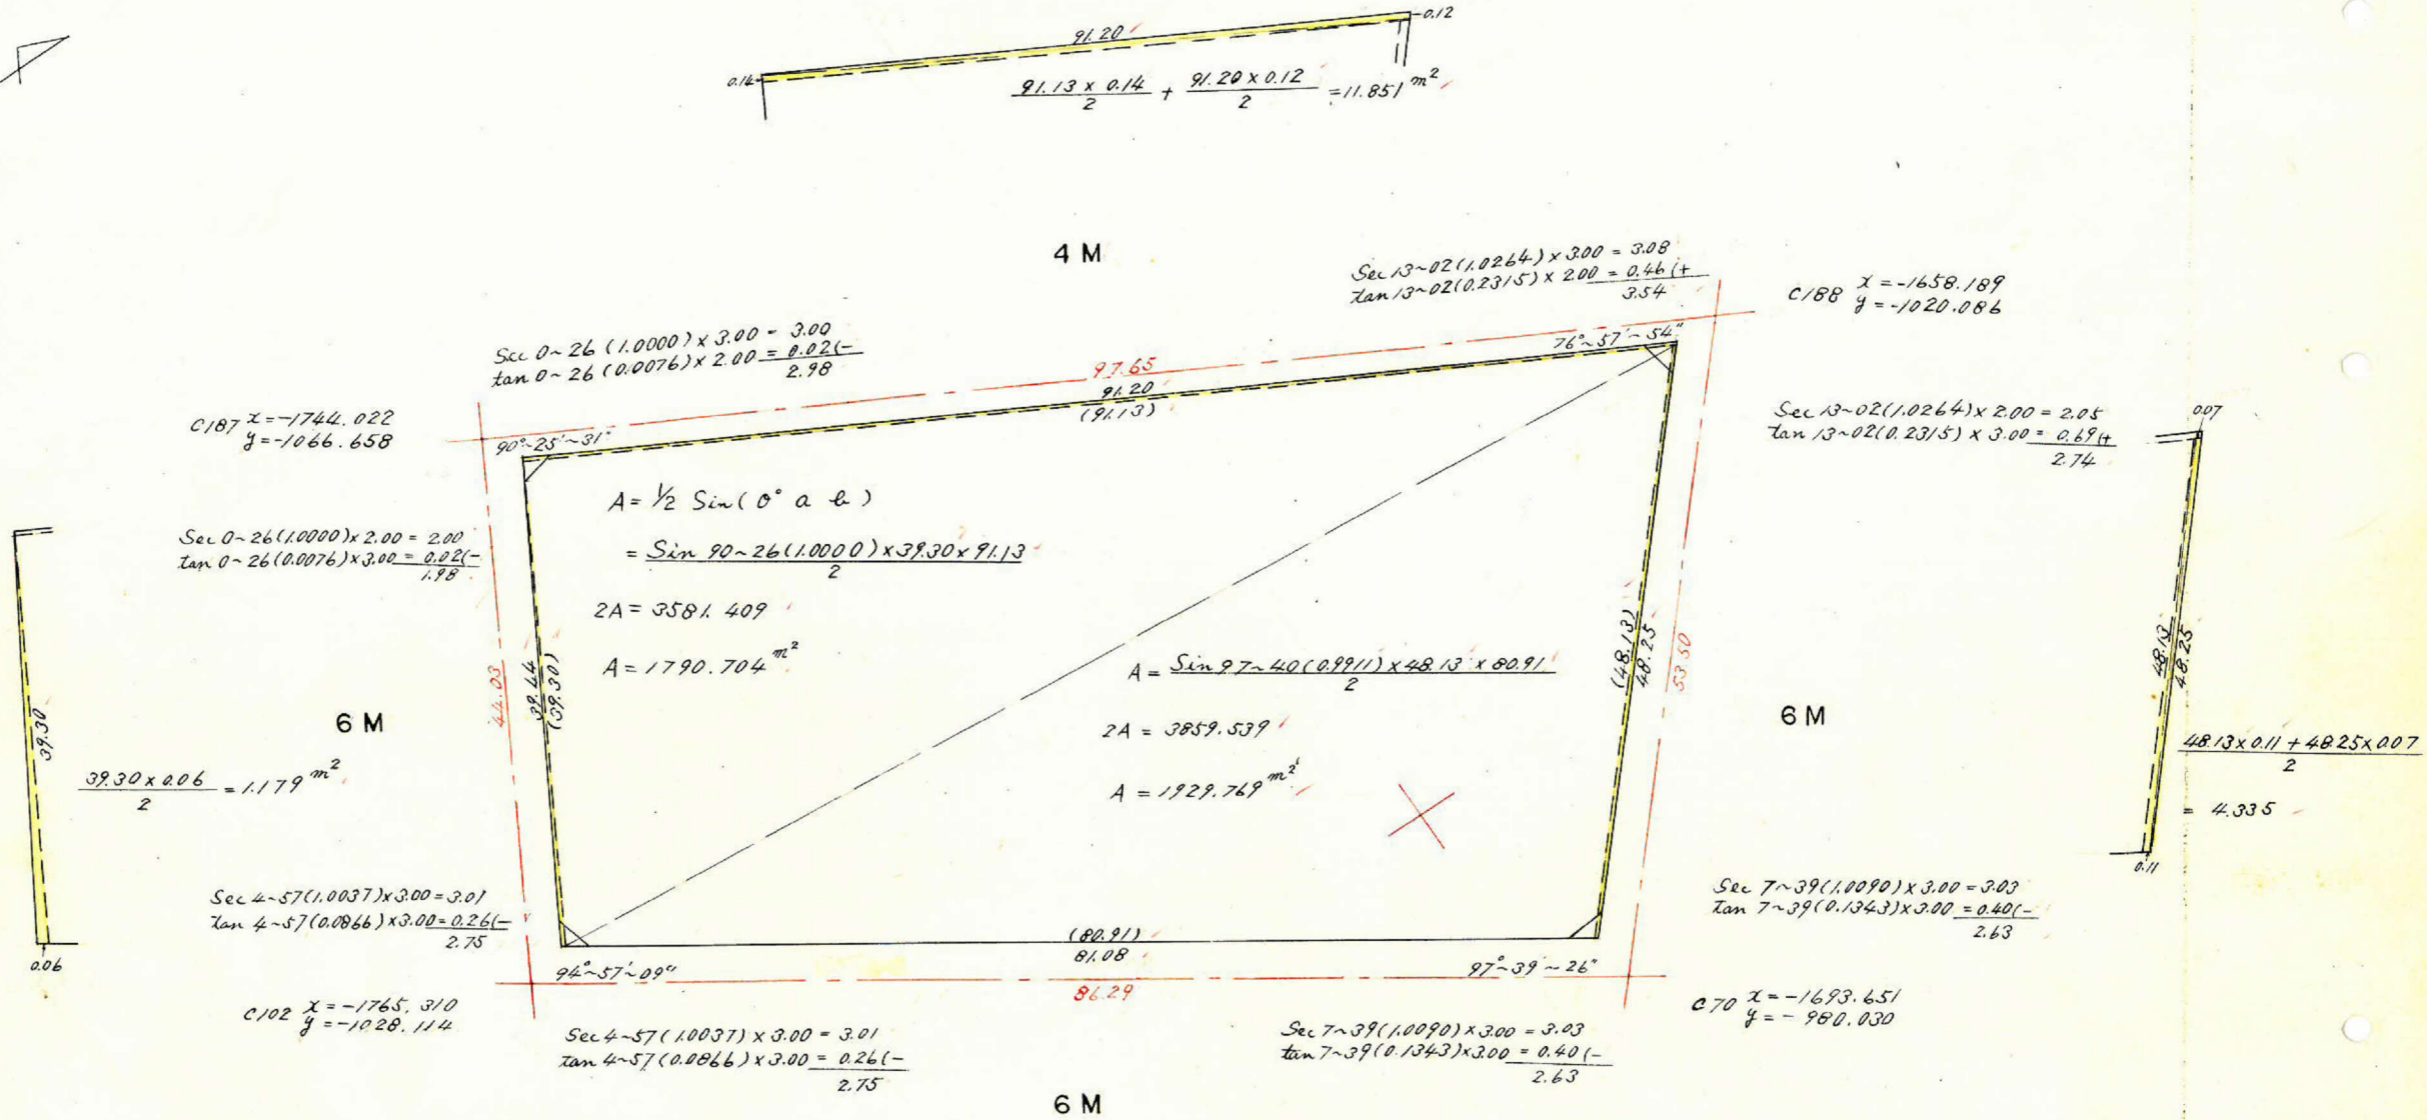 91.20
0.12
0.14
91.13 x 0.14 / 2 + 91.20 x 0.12 / 2 = 11.851 m²
4 M
Sec 13~02(1.0264) x 3.00 = 3.08
tan 13~02(0.2315) x 2.00 = 0.46(+
3.54
C188 x = -1658.189
y = -1020.086
Sec 0~26 (1.0000) x 3.00 = 3.00
tan 0~26 (0.0076) x 2.00 = 0.02(-
2.98
76°~57'~54"
97.65
91.20
(91.13)
C187 x = -1744.022
y = -1066.658
90°~25'~31"
Sec 13~02(1.0264) x 2.00 = 2.05
tan 13~02(0.2315) x 3.00 = 0.69(+
2.74
0.07
A = 1/2 Sin (0° a b)
= Sin 90~26 (1.0000) x 39.30 x 91.13 / 2
2A = 3581.409
A = 1790.704 m²
Sec 0~26 (1.0000) x 2.00 = 2.00
tan 0~26 (0.0076) x 3.00 = 0.02(-
1.98
44.03
39.44
(39.30)
A = Sin 97~40 (0.9911) x 48.13 x 80.91 / 2
2A = 3859.539
A = 1929.769 m²
(48.13)
48.25
53.50
48.13
48.25
6 M
6 M
39.30
39.30 x 0.06 / 2 = 1.179 m²
48.13 x 0.11 + 48.25 x 0.07 / 2
= 4.335
0.11
Sec 4~57(1.0037) x 3.00 = 3.01
tan 4~57(0.0866) x 3.00 = 0.26(-
2.75
Sec 7~39(1.0090) x 3.00 = 3.03
tan 7~39(0.1343) x 3.00 = 0.40(-
2.63
0.06
(80.91)
81.08
94°~57'~09"
97°~39'~26"
86.29
C102 x = -1765.310
y = -1028.114
C70 x = -1693.651
y = -980.030
Sec 4~57(1.0037) x 3.00 = 3.01
tan 4~57(0.0866) x 3.00 = 0.26(-
2.75
Sec 7~39(1.0090) x 3.00 = 3.03
tan 7~39(0.1343) x 3.00 = 0.40(-
2.63
6 M